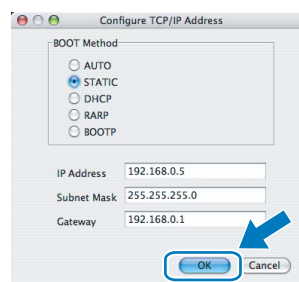 Configure TCP/IP Address
BOOT Method
AUTO
STATIC
DHCP
RARP
BOOTP
IP Address 192.168.0.5
Subnet Mask 255.255.255.0
Gateway 192.168.0.1
OK Cancel